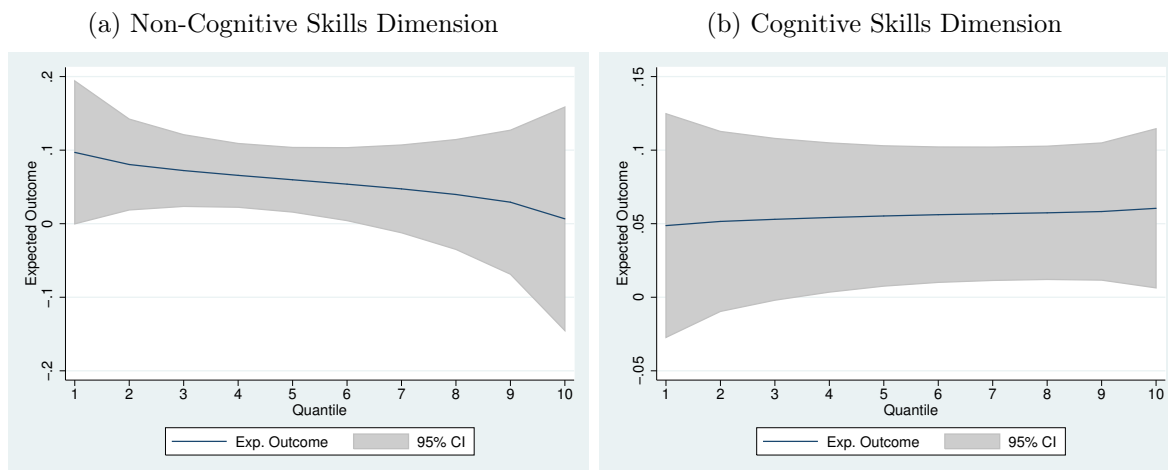 (a) Non-Cognitive Skills Dimension
Expected Outcome
.2
.1
0
-.1
-.2
1 2 3 4 5 6 7 8 9 10
Quantile
Exp. Outcome 95% CI
(b) Cognitive Skills Dimension
Expected Outcome
.15
.1
.05
0
-.05
1 2 3 4 5 6 7 8 9 10
Quantile
Exp. Outcome 95% CI